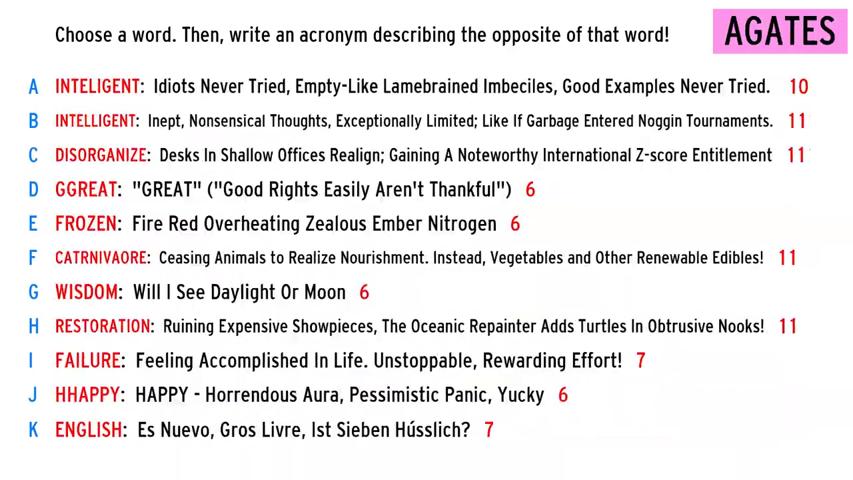 Choose a word. Then, write an acronym describing the opposite of that word!
AGATES
A INTELIGENT: Idiots Never Tried, Empty-Like Lamebrained Imbeciles, Good Examples Never Tried. 10
B INTELLIGENT: Inept, Nonsensical Thoughts, Exceptionally Limited; Like If Garbage Entered Noggin Tournaments. 11
C DISORGANIZE: Desks In Shallow Offices Realign; Gaining A Noteworthy International Z-score Entitlement 11
D GGREAT: "GREAT" ("Good Rights Easily Aren't Thankful") 6
E FROZEN: Fire Red Overheating Zealous Ember Nitrogen 6
F CATRNIVAORE: Ceasing Animals to Realize Nourishment. Instead, Vegetables and Other Renewable Edibles! 11
G WISDOM: Will I See Daylight Or Moon 6
H RESTORATION: Ruining Expensive Showpieces, The Oceanic Repainter Adds Turtles In Obtrusive Nooks! 11
I FAILURE: Feeling Accomplished In Life. Unstoppable, Rewarding Effort! 7
J HHAPPY: HAPPY - Horrendous Aura, Pessimistic Panic, Yucky 6
K ENGLISH: Es Nuevo, Gros Livre, Ist Sieben Hússlich? 7